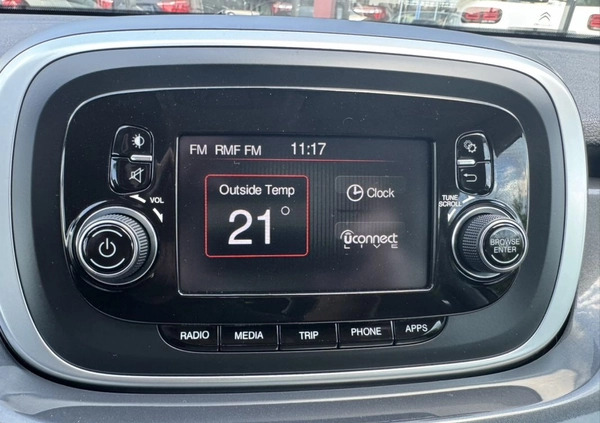 FM RMF FM 11:17
Outside Temp
21°
Clock
uconnect
LIVE
VOL
TUNE
SCROLL
BROWSE
ENTER
RADIO MEDIA TRIP PHONE APPS